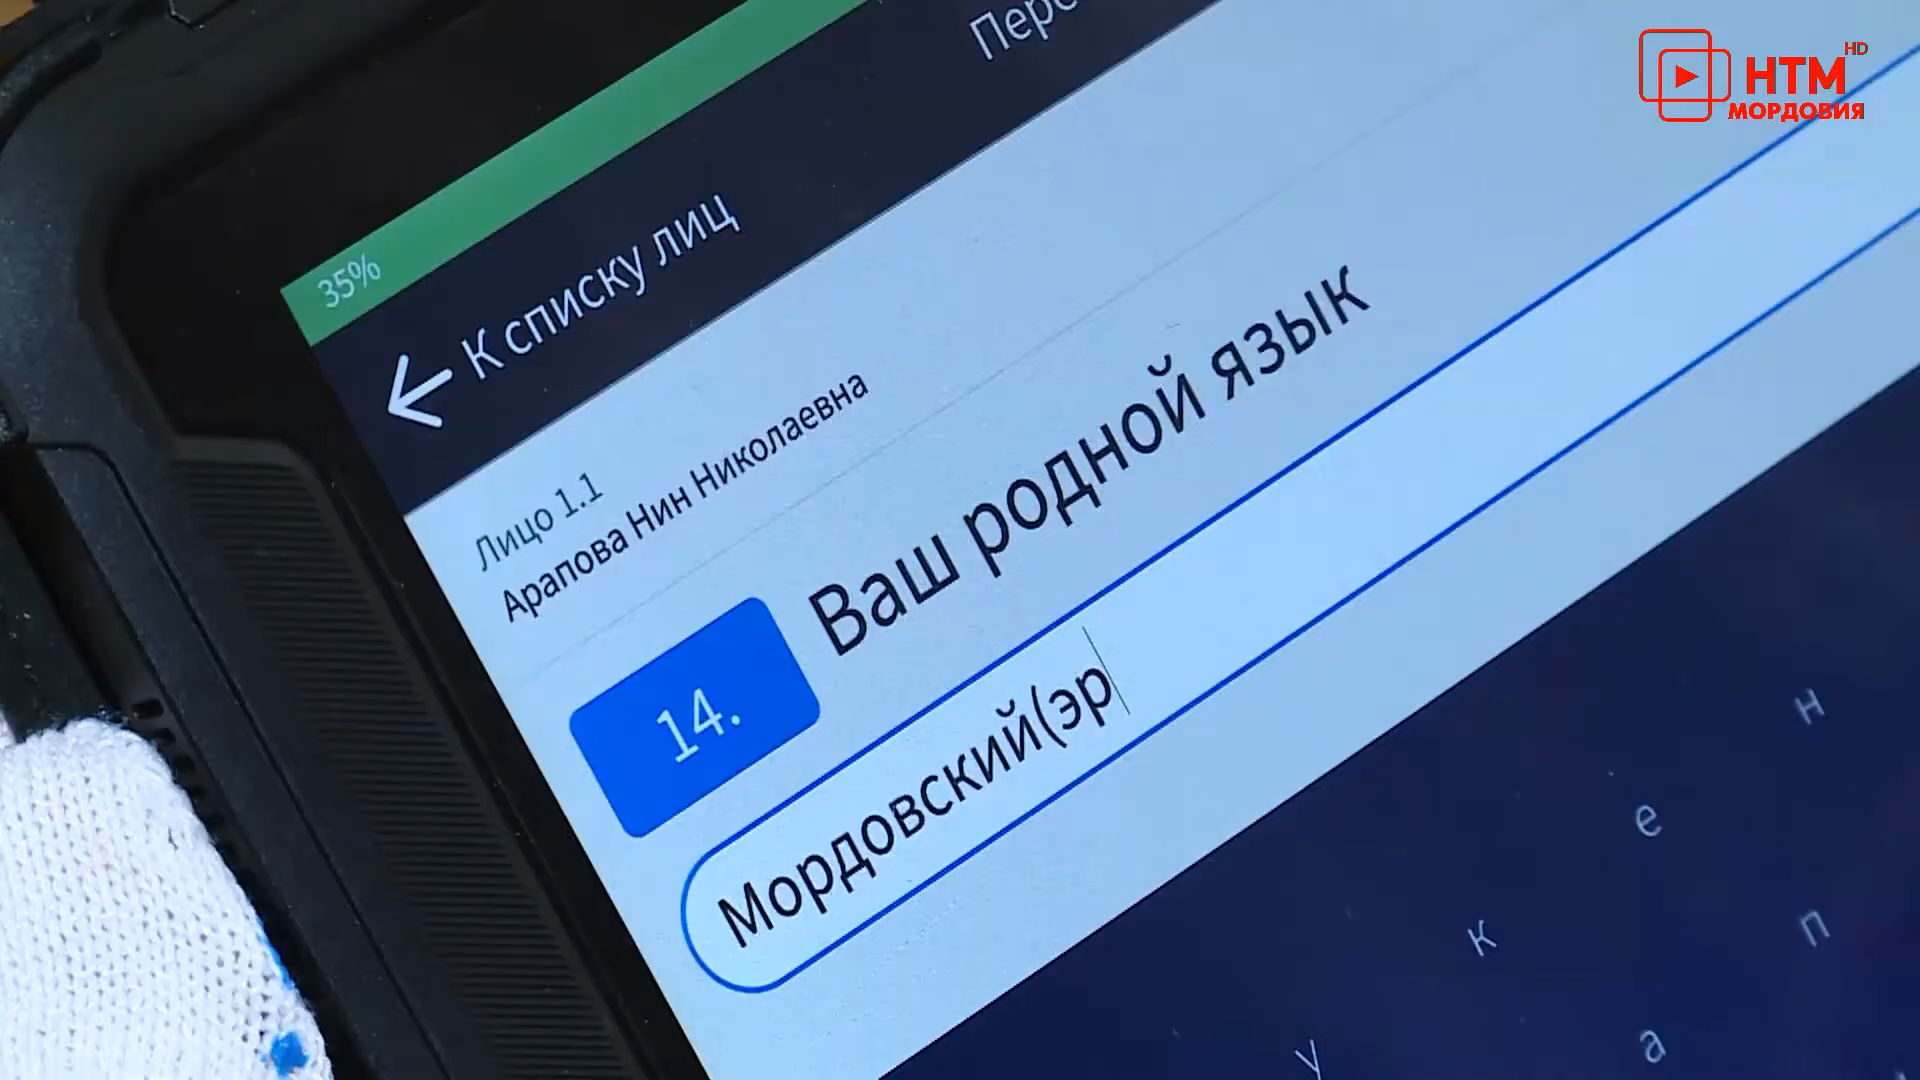 НТМ HD
МОРДОВИЯ
35%
К списку лиц
Лицо 1.1
Арапова Нин Николаевна
14. Ваш родной язык
Мордовский(эр
у к е н
а п